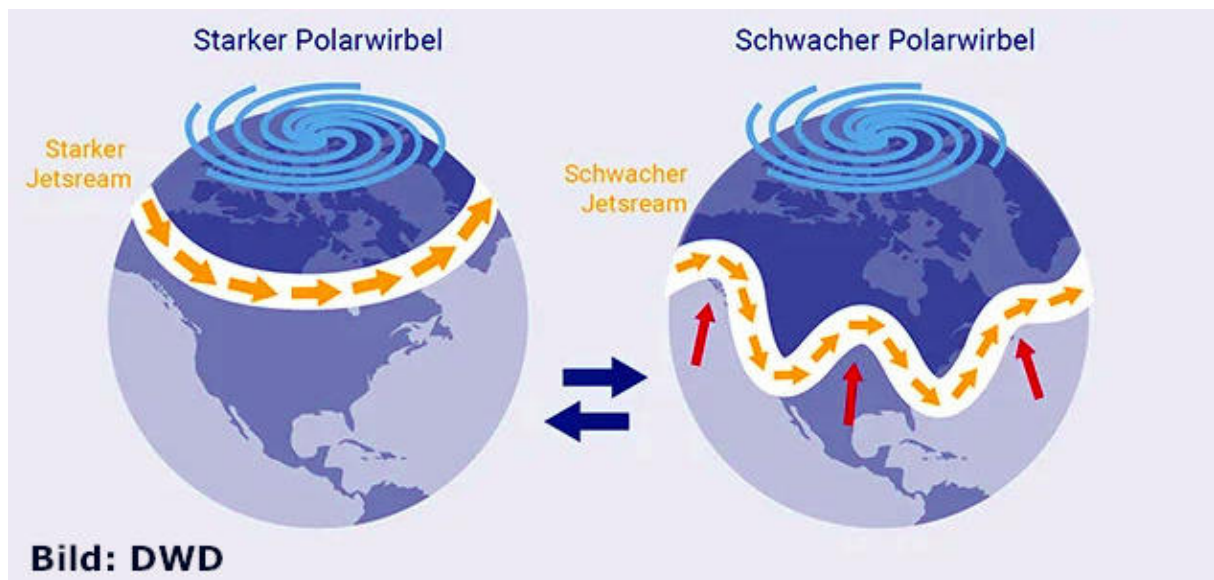 Starker Polarwirbel
Starker
Jetsream
Schwacher Polarwirbel
Schwacher
Jetsream
Bild: DWD